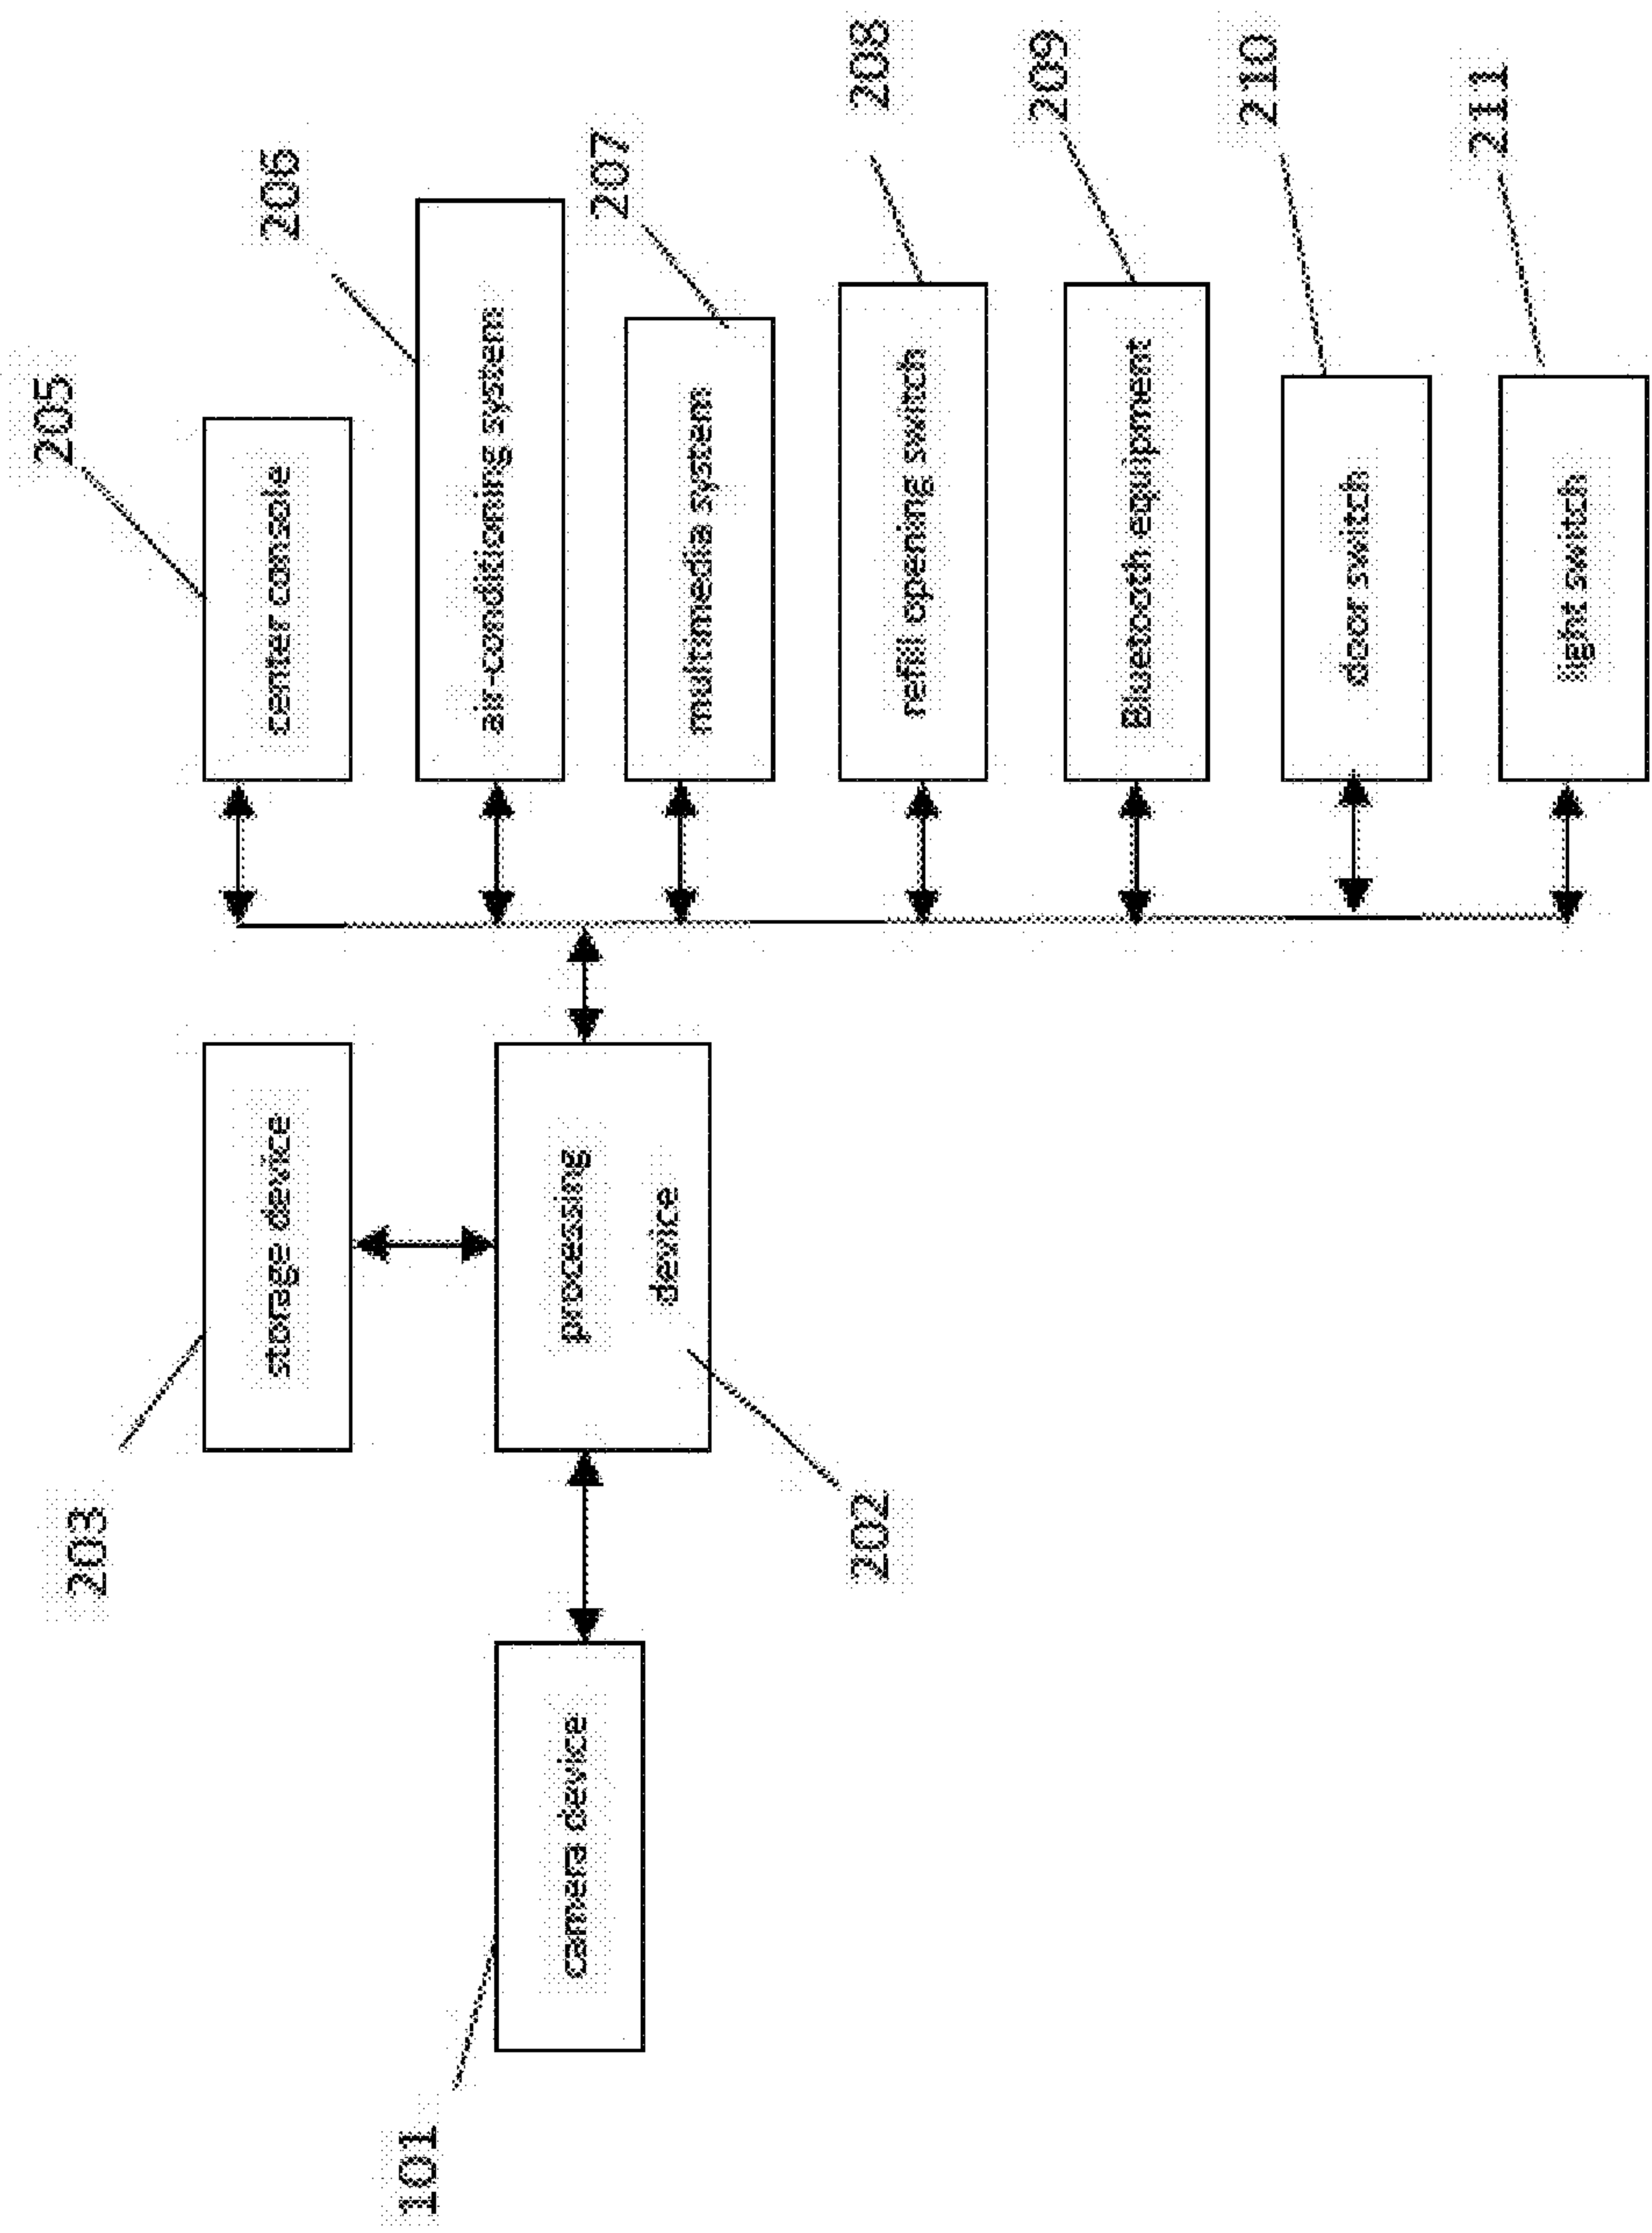 205
center console
206
air-conditioning system
207
multimedia system
208
refill opening switch
209
Bluetooth equipment
210
door switch
211
light switch
203
storage device
processing
device
202
101
camera device